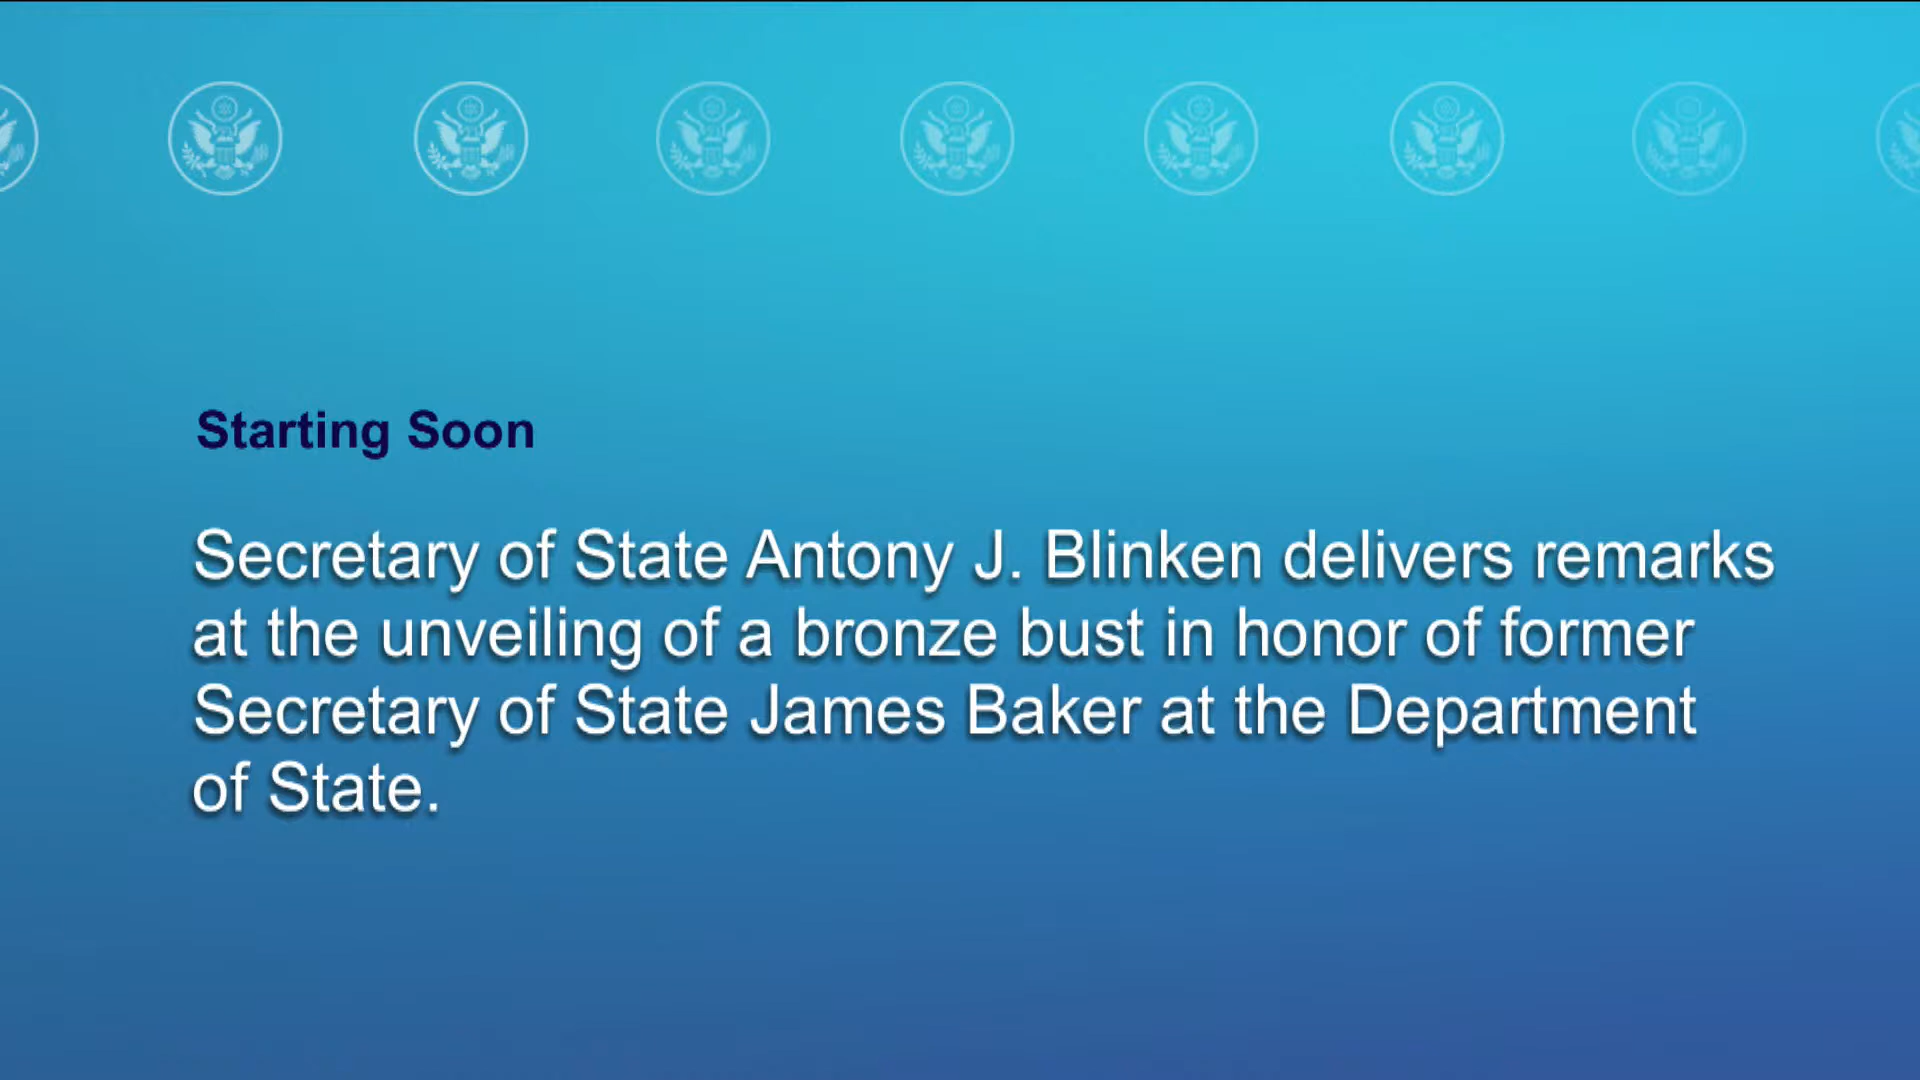 Starting Soon
Secretary of State Antony J. Blinken delivers remarks
at the unveiling of a bronze bust in honor of former
Secretary of State James Baker at the Department
of State.